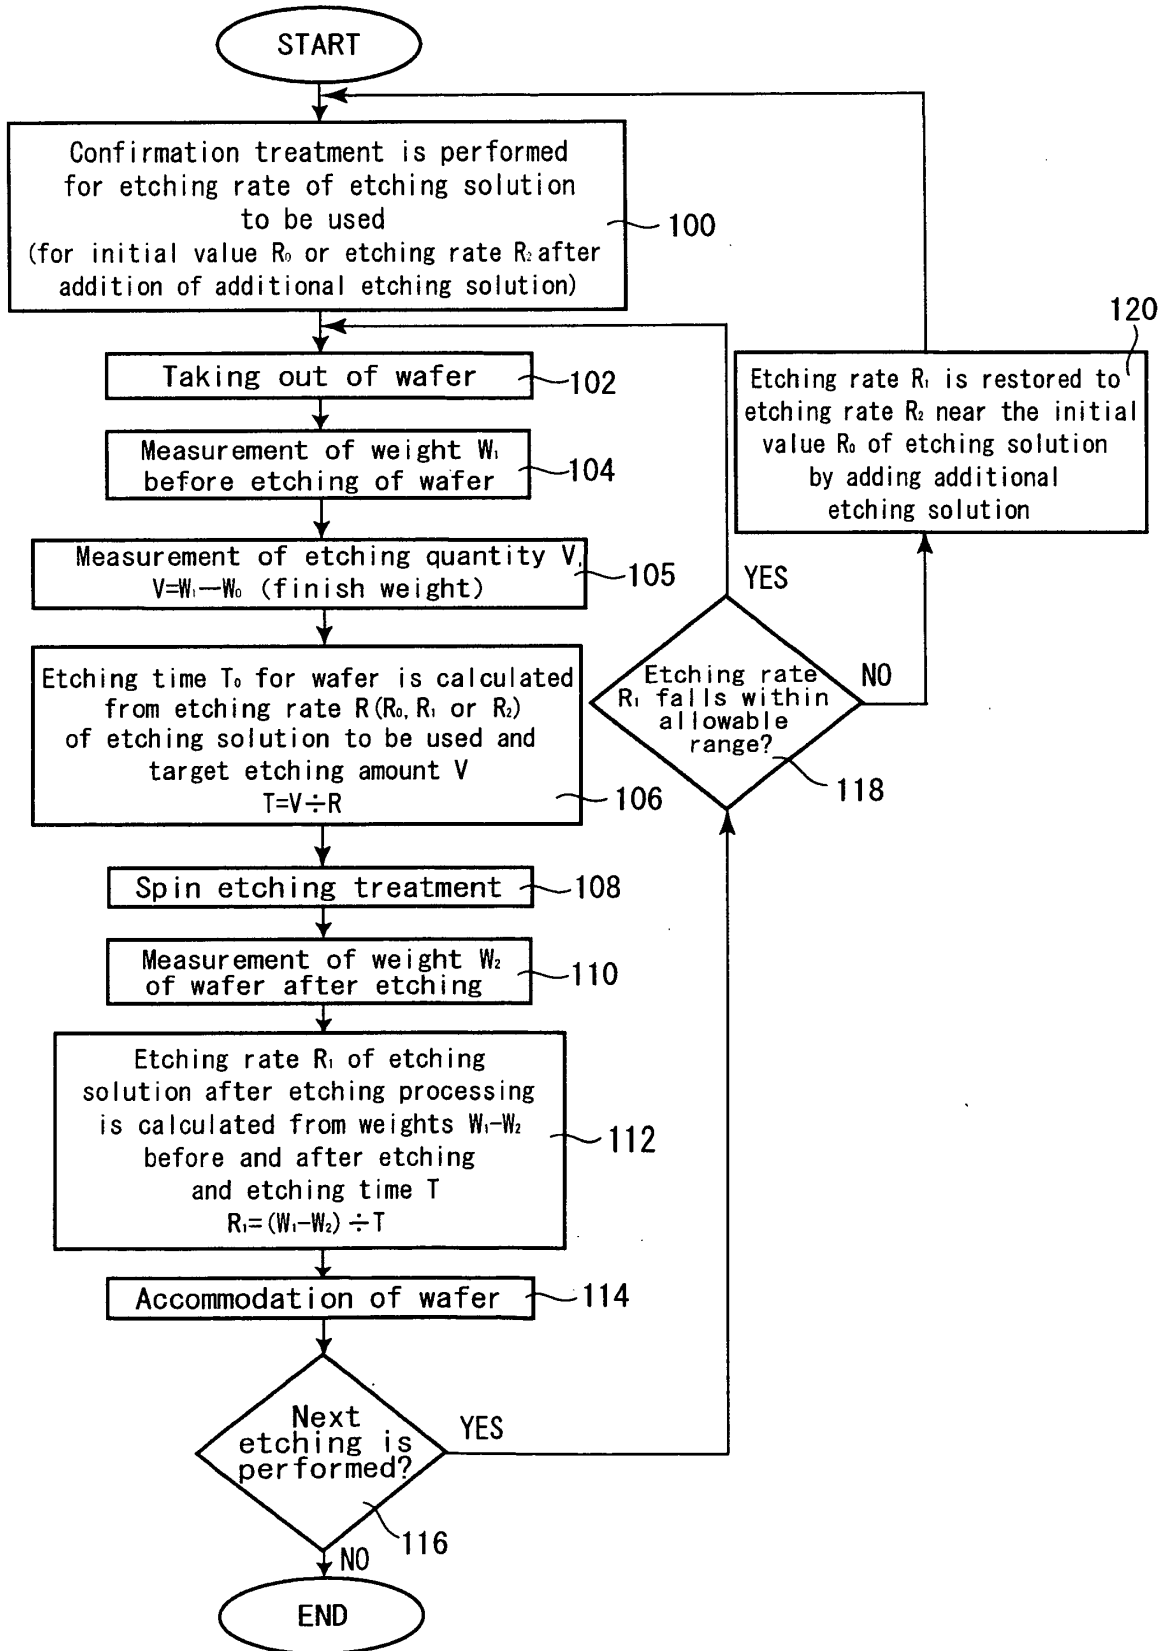 START
Confirmation treatment is performed
for etching rate of etching solution
to be used
(for initial value R₀ or etching rate R₂ after
addition of additional etching solution)
100
Taking out of wafer
102
Measurement of weight W₁
before etching of wafer
104
Measurement of etching quantity V,
V=W₁—W₀ (finish weight)
105
Etching time T₀ for wafer is calculated
from etching rate R(R₀, R₁ or R₂)
of etching solution to be used and
target etching amount V
T=V÷R
106
Spin etching treatment
108
Measurement of weight W₂
of wafer after etching
110
Etching rate R₁ of etching
solution after etching processing
is calculated from weights W₁-W₂
before and after etching
and etching time T
R₁=(W₁-W₂)÷T
112
Accommodation of wafer
114
Next
etching is
performed?
116
YES
NO
END
Etching rate
R₁ falls within
allowable
range?
118
YES
NO
120
Etching rate R₁ is restored to
etching rate R₂ near the initial
value R₀ of etching solution
by adding additional
etching solution